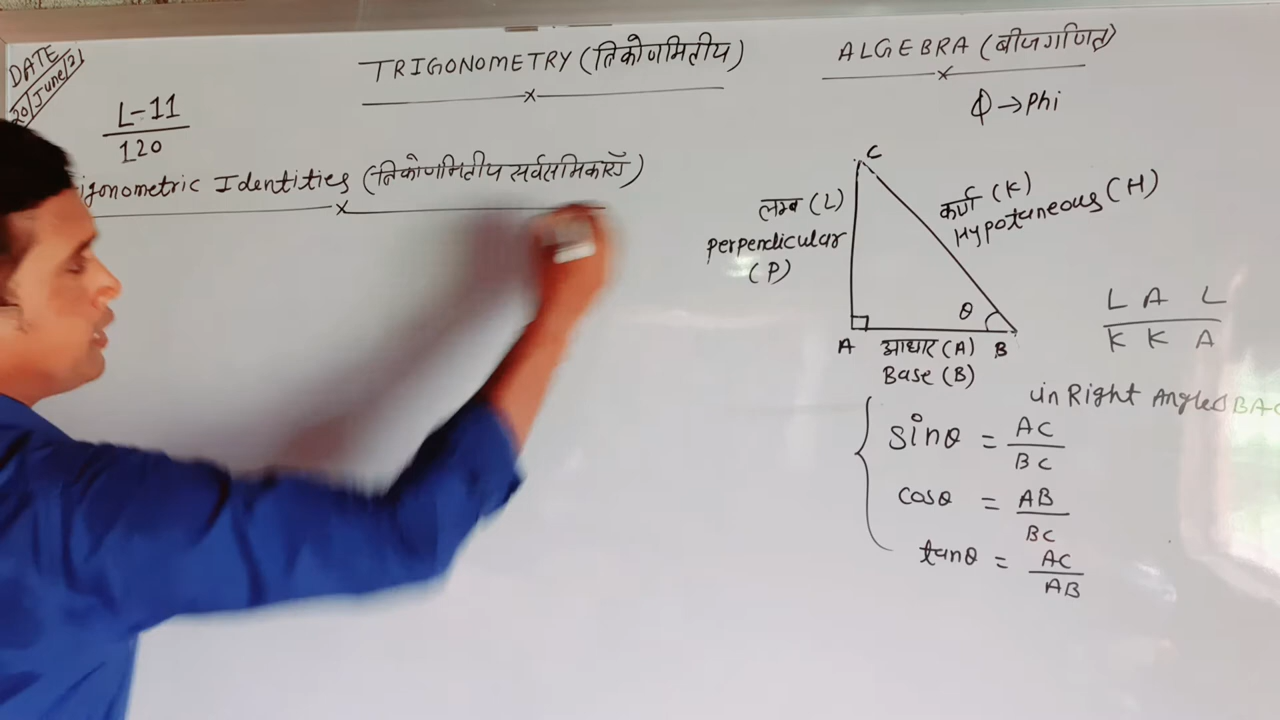 DATE
20/June/21
TRIGONOMETRY (त्रिकोणमितीय)
ALGEBRA (बीजगणित)
L-11
120
Φ → Phi
igonometric Identities (त्रिकोणमितीय सर्वसमिकाएँ)
C
लम्ब (L)
perpendicular
(P)
कर्ण (K)
Hypotaneous (H)
θ
A
आधार (A)
B
Base (B)
L A L
K K A
in Right Angled BAC
sinθ = AC
BC
cosθ = AB
BC
tanθ = AC
AB